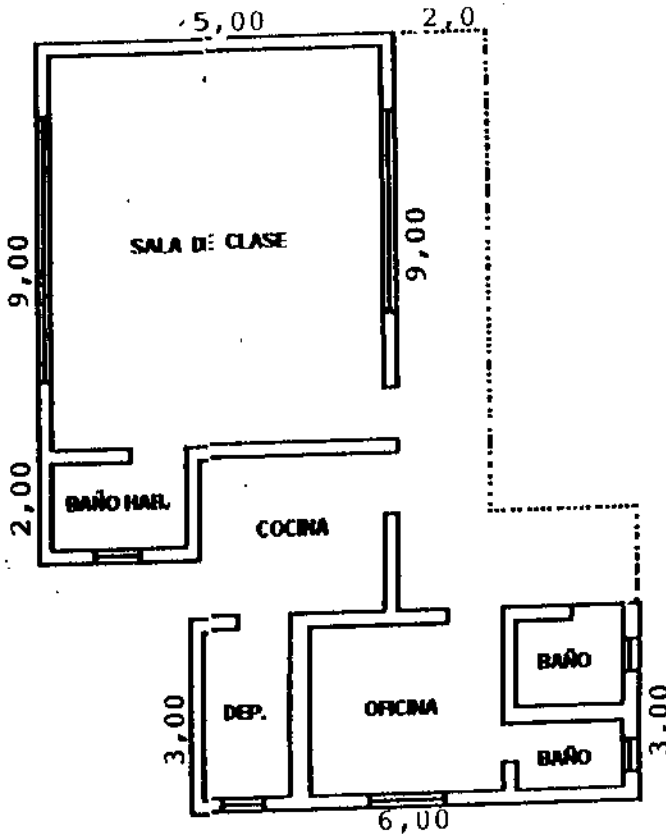 5,00
2,0
9,00
SALA DE CLASE
9,00
2,00
BAÑO HAB.
COCINA
3,00
DEP.
OFICINA
BAÑO
BAÑO
3,00
6,00